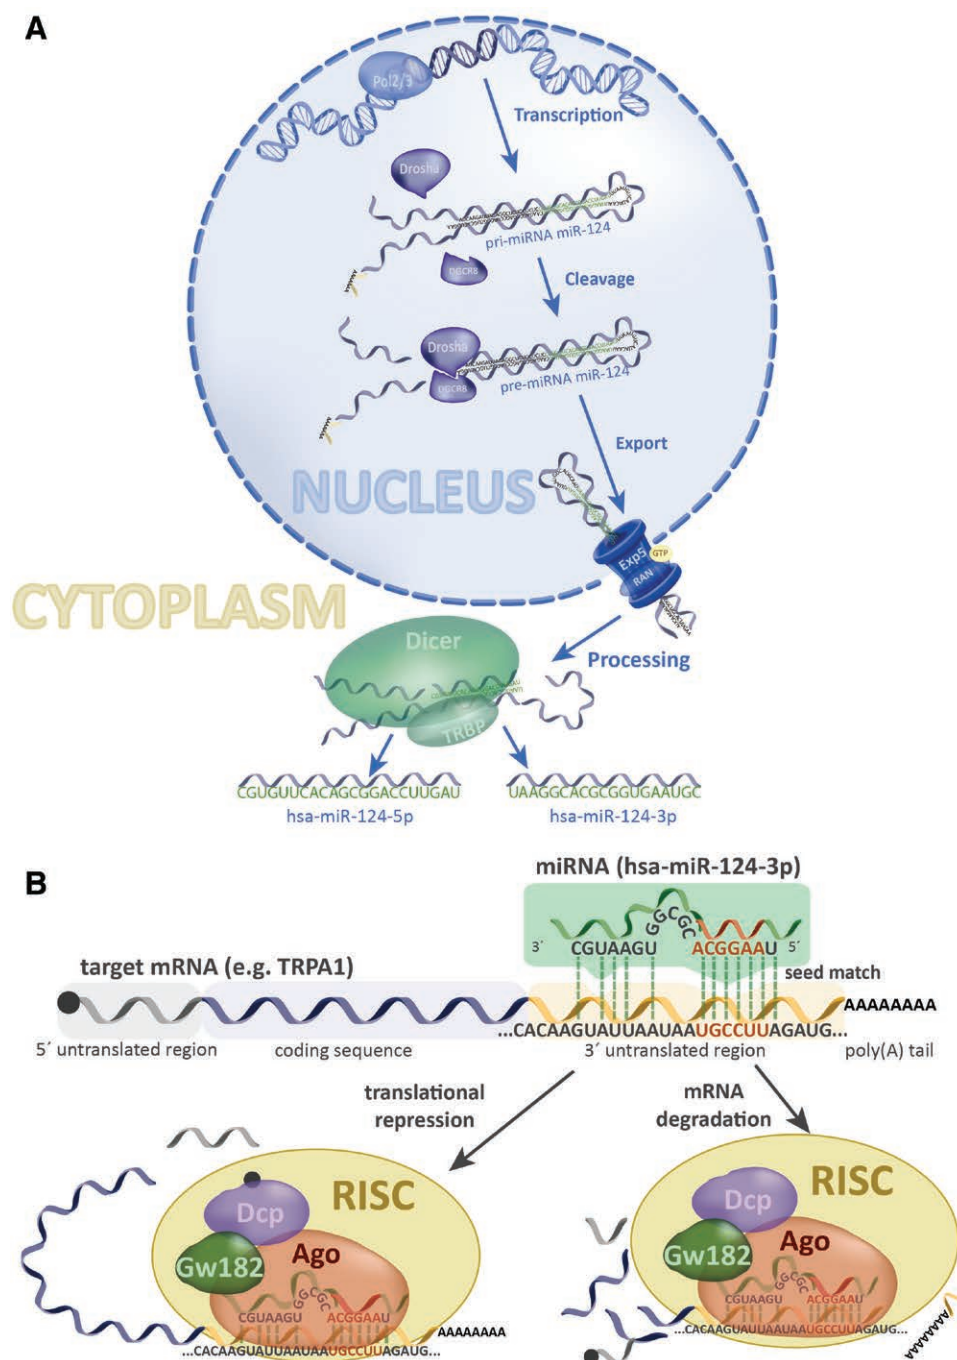 A
Pol2/3
Transcription
Drosha
pri-miRNA miR-124
DGCR8
Cleavage
Drosha
DGCR8
pre-miRNA miR-124
Export
NUCLEUS
Exp5
GTP
RAN
CYTOPLASM
Dicer
Processing
TRBP
CGUGUUCACAGCGGACCUUGAU
UAAGGCACGCGGUGAAUGC
hsa-miR-124-5p
hsa-miR-124-3p
B
miRNA (hsa-miR-124-3p)
3´ CGUAAGU GGCGC ACGGAAU 5´
target mRNA (e.g. TRPA1)
seed match
AAAAAAAA
...CACAAGUAUUAAUAAUGCCUUAGAUG...
5´ untranslated region
coding sequence
3´ untranslated region
poly(A) tail
translational
repression
mRNA
degradation
RISC
Dcp
Ago
Gw182
CGUAAGU GGCGC ACGGAAU
AAAAAAAA
...CACAAGUAUUAAUAAUGCCUUAGAUG...
RISC
Dcp
Ago
Gw182
CGUAAGU GGCGC ACGGAAU
...CACAAGUAUUAAUAAUGCCUUAGAUG...
AAAAAAAA